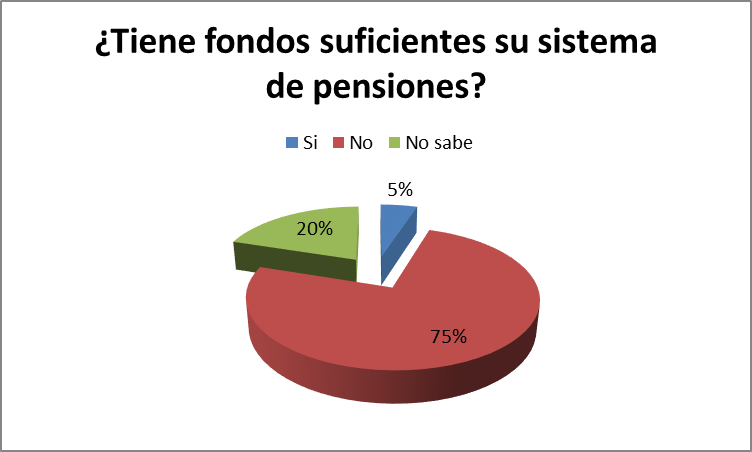 ¿Tiene fondos suficientes su sistema
de pensiones?
Si No No sabe
5%
20%
75%